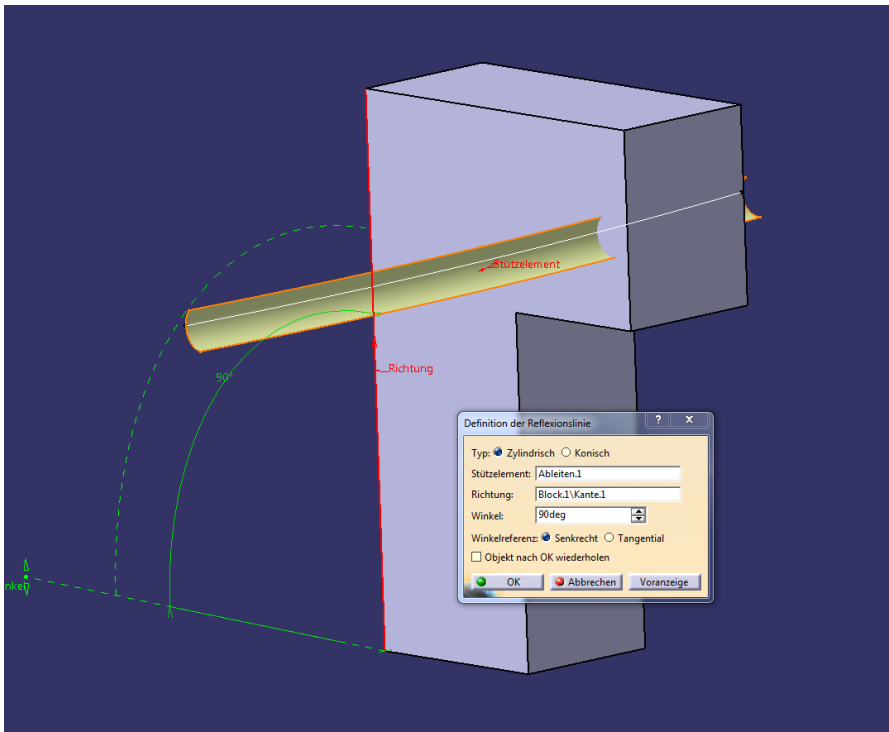 Stützelement
90°
Richtung
Definition der Reflexionslinie ? X
Typ: Zylindrisch Konisch
Stützelement: Ableiten.1
Richtung: Block.1\Kante.1
Winkel: 90deg
Winkelreferenz: Senkrecht Tangential
Objekt nach OK wiederholen
OK Abbrechen Voranzeige